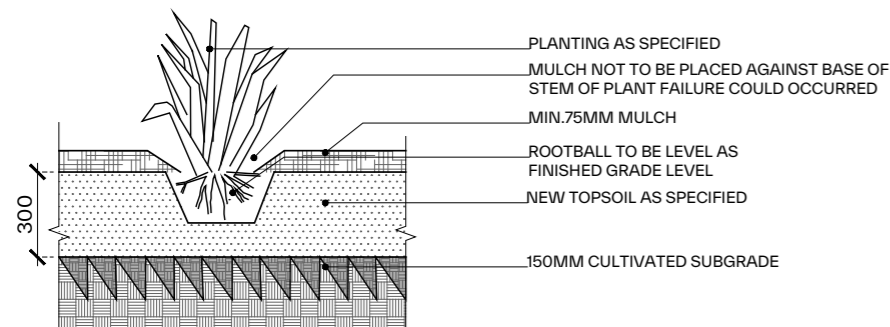 PLANTING AS SPECIFIED
MULCH NOT TO BE PLACED AGAINST BASE OF
STEM OF PLANT FAILURE COULD OCCURRED
MIN.75MM MULCH
ROOTBALL TO BE LEVEL AS
FINISHED GRADE LEVEL
NEW TOPSOIL AS SPECIFIED
300
150MM CULTIVATED SUBGRADE